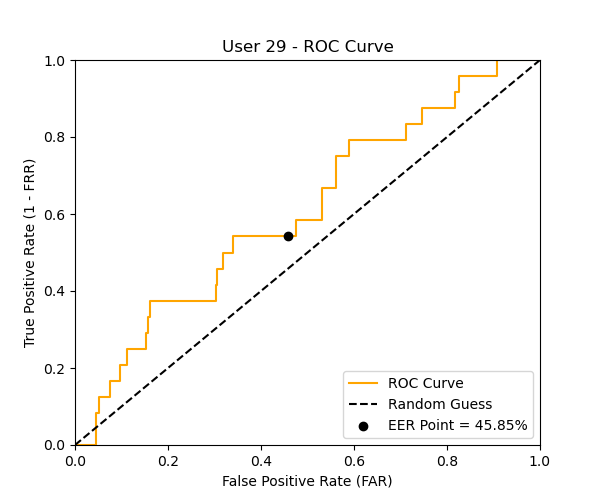 User 29 - ROC Curve
True Positive Rate (1 - FRR)
1.0
0.8
0.6
0.4
0.2
0.0
0.0 0.2 0.4 0.6 0.8 1.0
False Positive Rate (FAR)
ROC Curve
Random Guess
EER Point = 45.85%